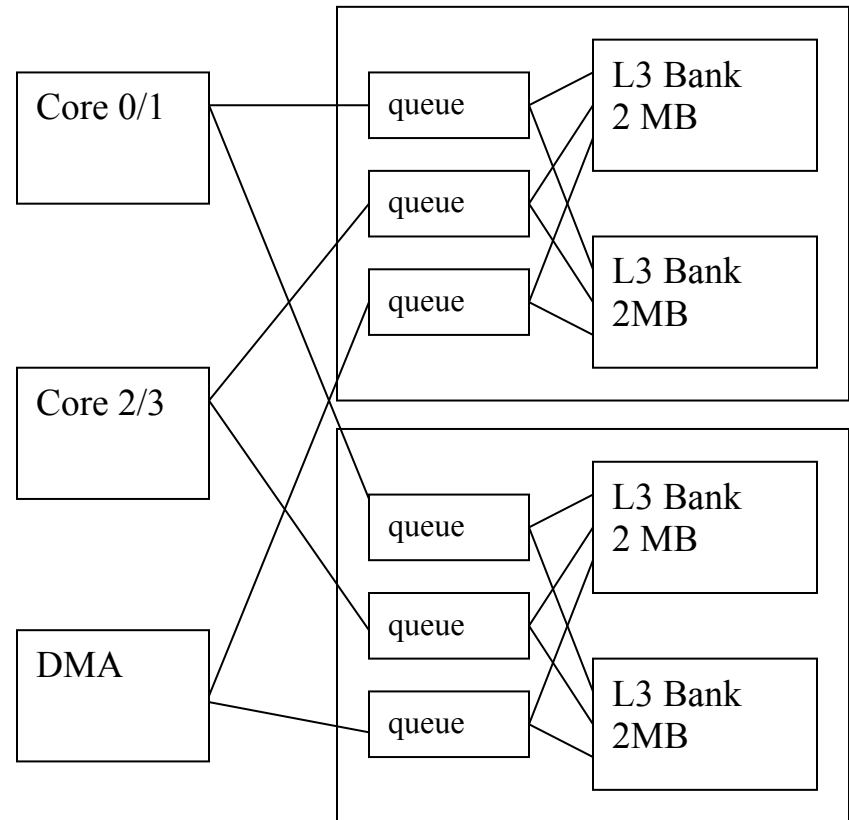 Core 0/1
queue
L3 Bank
2 MB
queue
queue
L3 Bank
2MB
Core 2/3
queue
L3 Bank
2 MB
queue
DMA
queue
L3 Bank
2MB